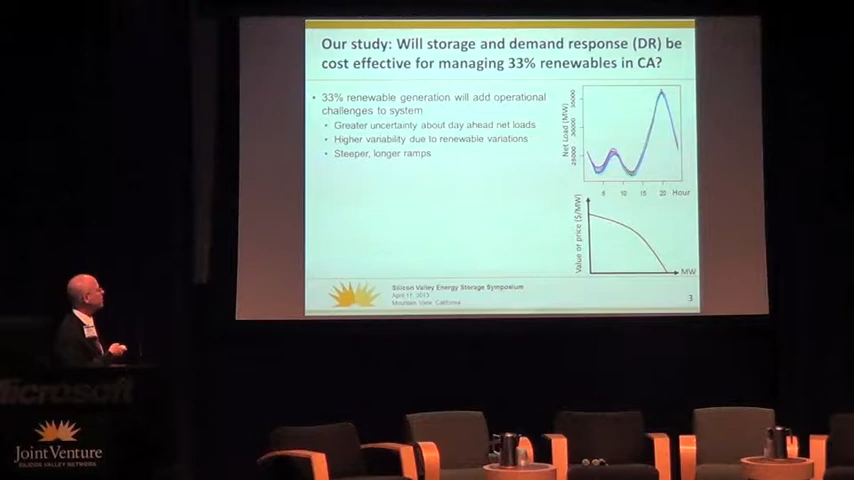 Our study: Will storage and demand response (DR) be
cost effective for managing 33% renewables in CA?
• 33% renewable generation will add operational
challenges to system
• Greater uncertainty about day ahead net loads
• Higher variability due to renewable variations
• Steeper, longer ramps
Net Load (MW)
25000 30000 35000
5 10 15 20 Hour
Value or price ($/MW)
MW
Silicon Valley Energy Storage Symposium
April 11, 2013
Mountain View, California
3
Microsoft
Joint Venture
SILICON VALLEY NETWORK